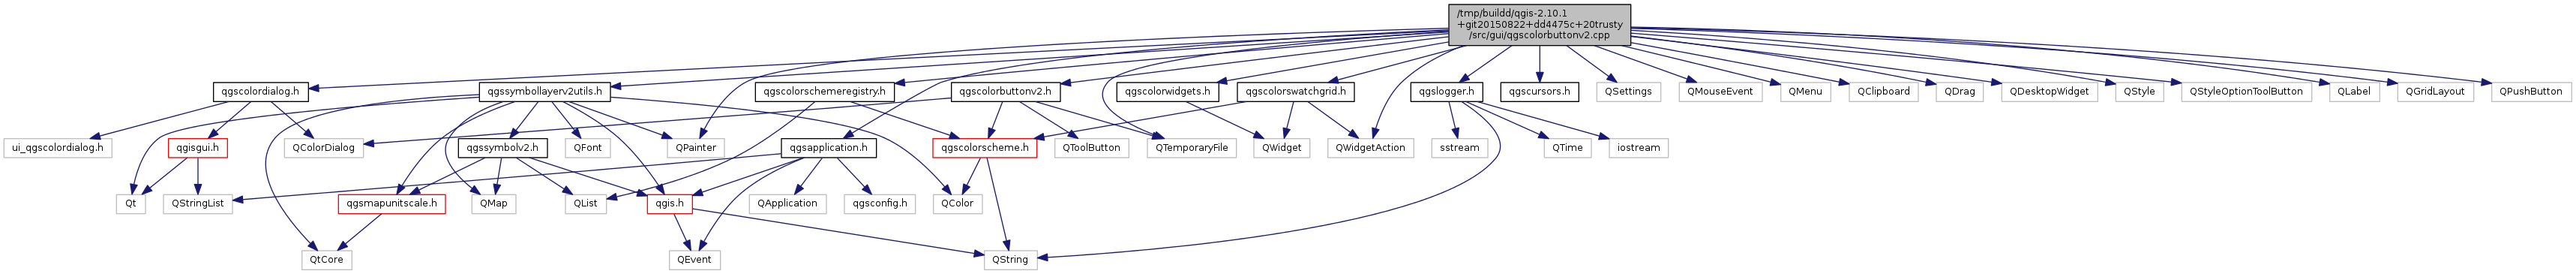 /tmp/buildd/qgis-2.10.1
+git20150822+dd4475c+20trusty
/src/gui/qgscolorbuttonv2.cpp
qgscolordialog.h
qgssymbollayerv2utils.h
qgscolorschemeregistry.h
qgscolorbuttonv2.h
qgscolorwidgets.h
qgscolorswatchgrid.h
qgslogger.h
qgscursors.h
QSettings
QMouseEvent
QMenu
QClipboard
QDrag
QDesktopWidget
QStyle
QStyleOptionToolButton
QLabel
QGridLayout
QPushButton
ui_qgscolordialog.h
qgisgui.h
QColorDialog
qgssymbolv2.h
QFont
QPainter
qgsapplication.h
qgscolorscheme.h
QToolButton
QTemporaryFile
QWidget
QWidgetAction
sstream
QTime
iostream
Qt
QStringList
qgsmapunitscale.h
QMap
QList
qgis.h
QApplication
qgsconfig.h
QColor
QtCore
QEvent
QString